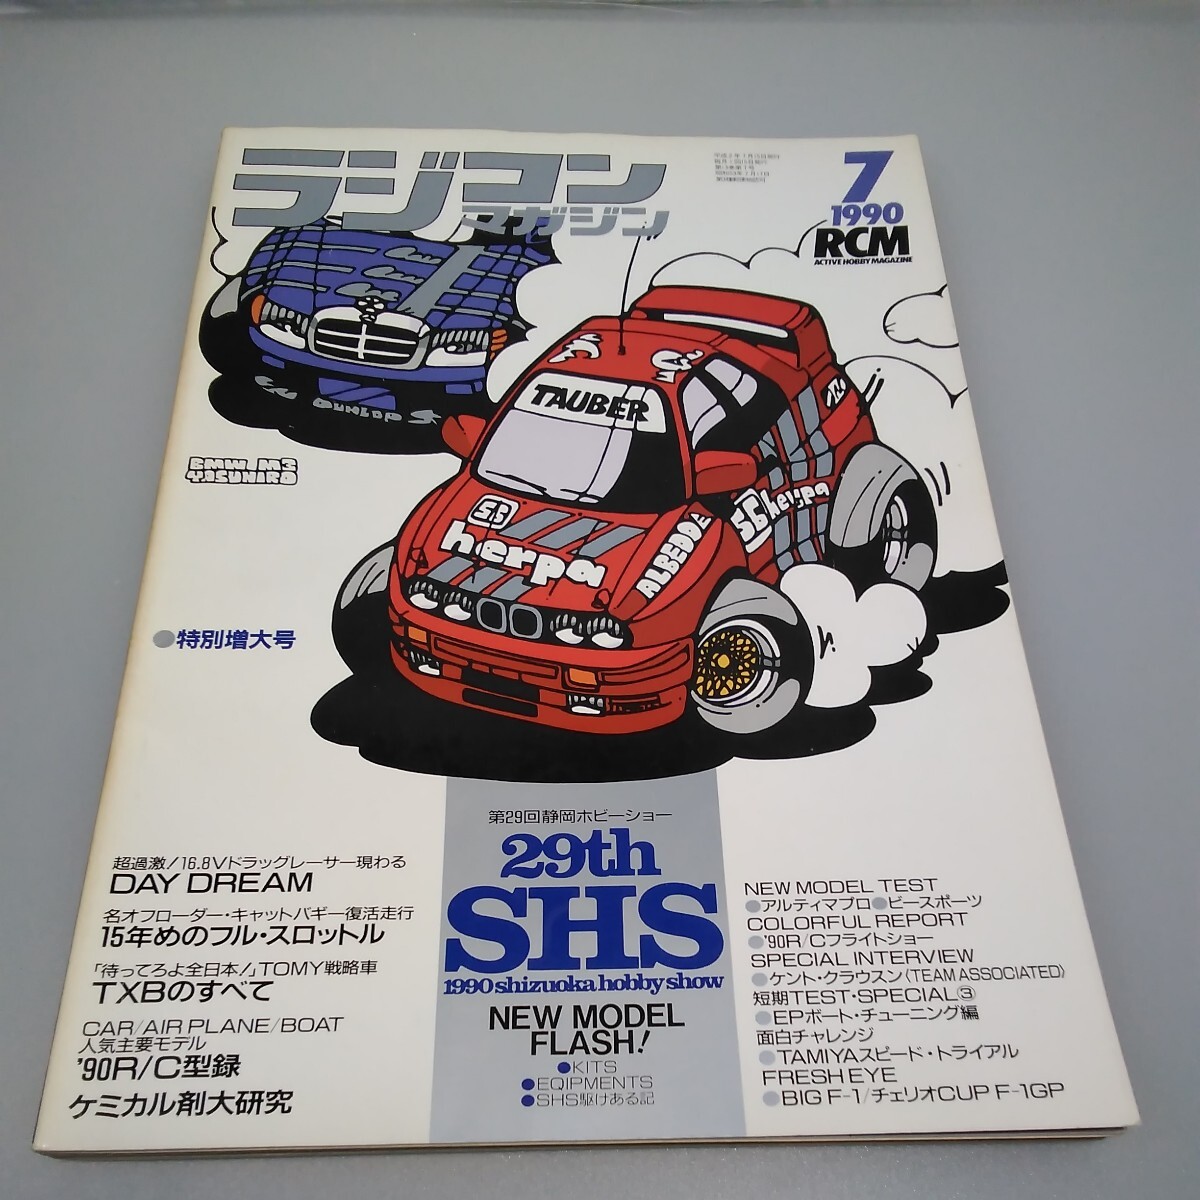 ラジコン
マガジン
7
1990
RCM
ACTIVE HOBBY MAGAZINE
DUNLOP
TAUBER
BMW M3
YASUHIRO
herpa
ALBEDO
herpa
●特別増大号
第29回静岡ホビーショー
29th
SHS
1990 shizuoka hobby show
NEW MODEL
FLASH!
●KITS
●EQIPMENTS
●SHS駆けある記
超過激!16.8Vドラッグレーサー現わる
DAY DREAM
名オフローダー・キャットバギー復活走行
15年めのフル・スロットル
「待ってろよ全日本!」TOMY戦略車
TXBのすべて
CAR/AIR PLANE/BOAT
人気主要モデル
'90R/C型録
ケミカル剤大研究
NEW MODEL TEST
●アルティマプロ●ビースポーツ
COLORFUL REPORT
●'90R/Cフライトショー
SPECIAL INTERVIEW
●ケント・クラウスン〈TEAM ASSOCIATED〉
短期TEST・SPECIAL③
●EPボート・チューニング編
面白チャレンジ
●TAMIYAスピード・トライアル
FRESH EYE
●BIG F-1/チェリオCUP F-1GP